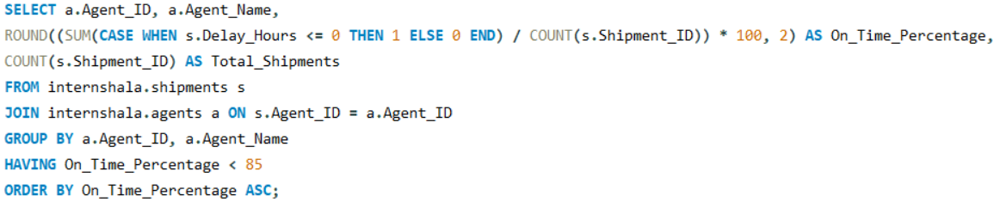 SELECT a.Agent_ID, a.Agent_Name,
ROUND((SUM(CASE WHEN s.Delay_Hours <= 0 THEN 1 ELSE 0 END) / COUNT(s.Shipment_ID)) * 100, 2) AS On_Time_Percentage,
COUNT(s.Shipment_ID) AS Total_Shipments
FROM internshala.shipments s
JOIN internshala.agents a ON s.Agent_ID = a.Agent_ID
GROUP BY a.Agent_ID, a.Agent_Name
HAVING On_Time_Percentage < 85
ORDER BY On_Time_Percentage ASC;